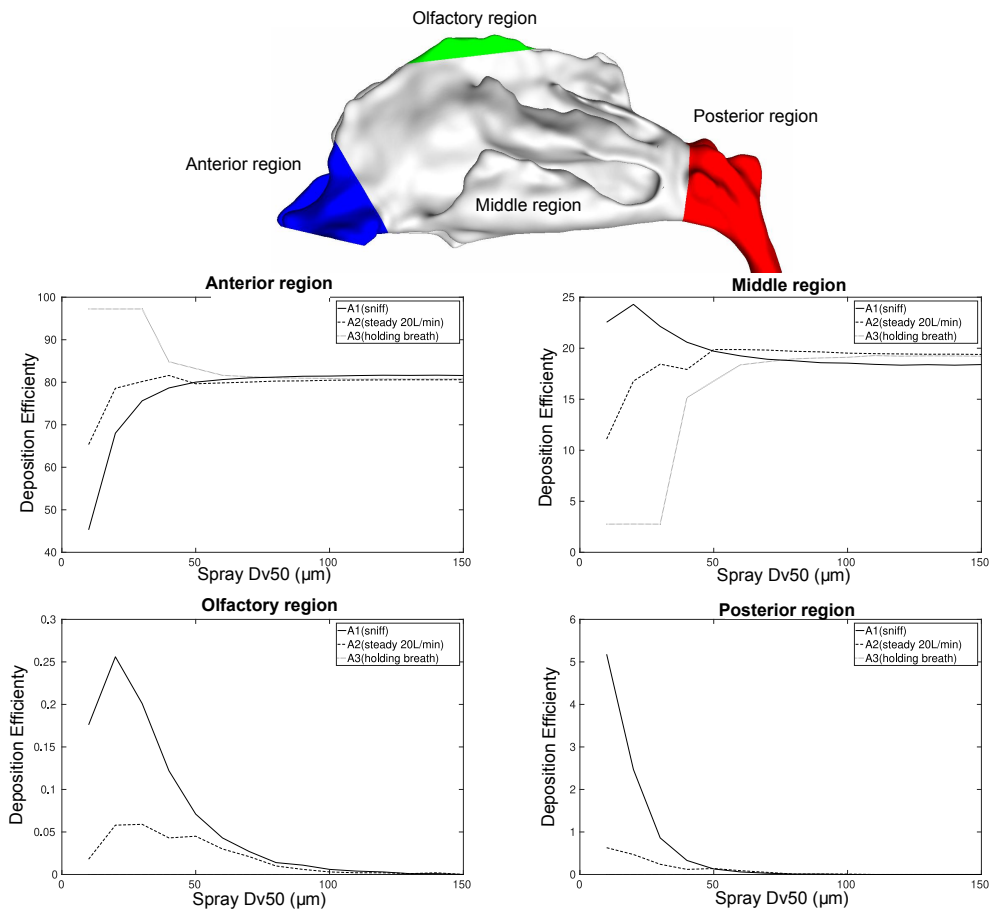 Olfactory region
Posterior region
Anterior region
Middle region
Anterior region
100
90
80
70
60
50
40
Deposition Efficienty
A1(sniff)
A2(steady 20L/min)
A3(holding breath)
0
50
100
150
Spray Dv50 (µm)
Middle region
25
20
15
10
5
0
Deposition Efficienty
A1(sniff)
A2(steady 20L/min)
A3(holding breath)
0
50
100
150
Spray Dv50 (µm)
Olfactory region
0.3
0.25
0.2
0.15
0.1
0.05
0
Deposition Efficienty
A1(sniff)
A2(steady 20L/min)
A3(holding breath)
0
50
100
150
Spray Dv50 (µm)
Posterior region
6
5
4
3
2
1
0
Deposition Efficienty
A1(sniff)
A2(steady 20L/min)
A3(holding breath)
0
50
100
150
Spray Dv50 (µm)